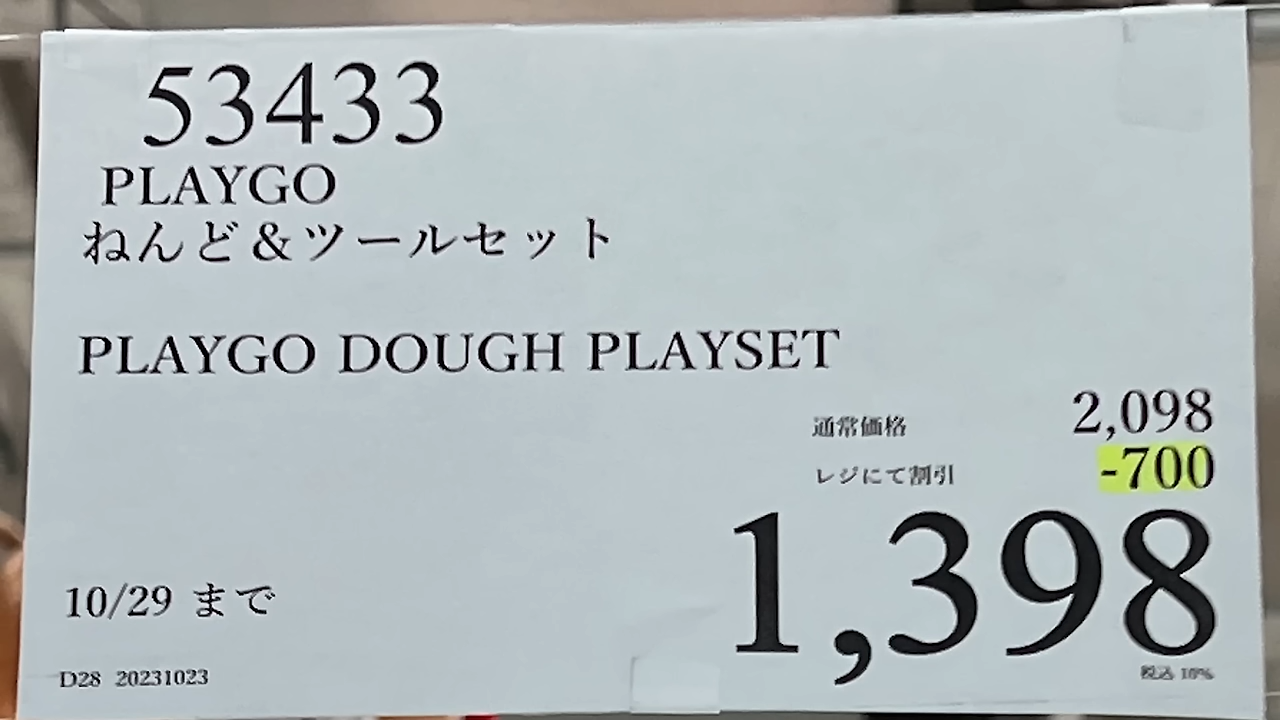 53433
PLAYGO
ねんど＆ツールセット
PLAYGO DOUGH PLAYSET
通常価格 2,098
レジにて割引 -700
1,398
税込 10%
10/29 まで
D28 20231023